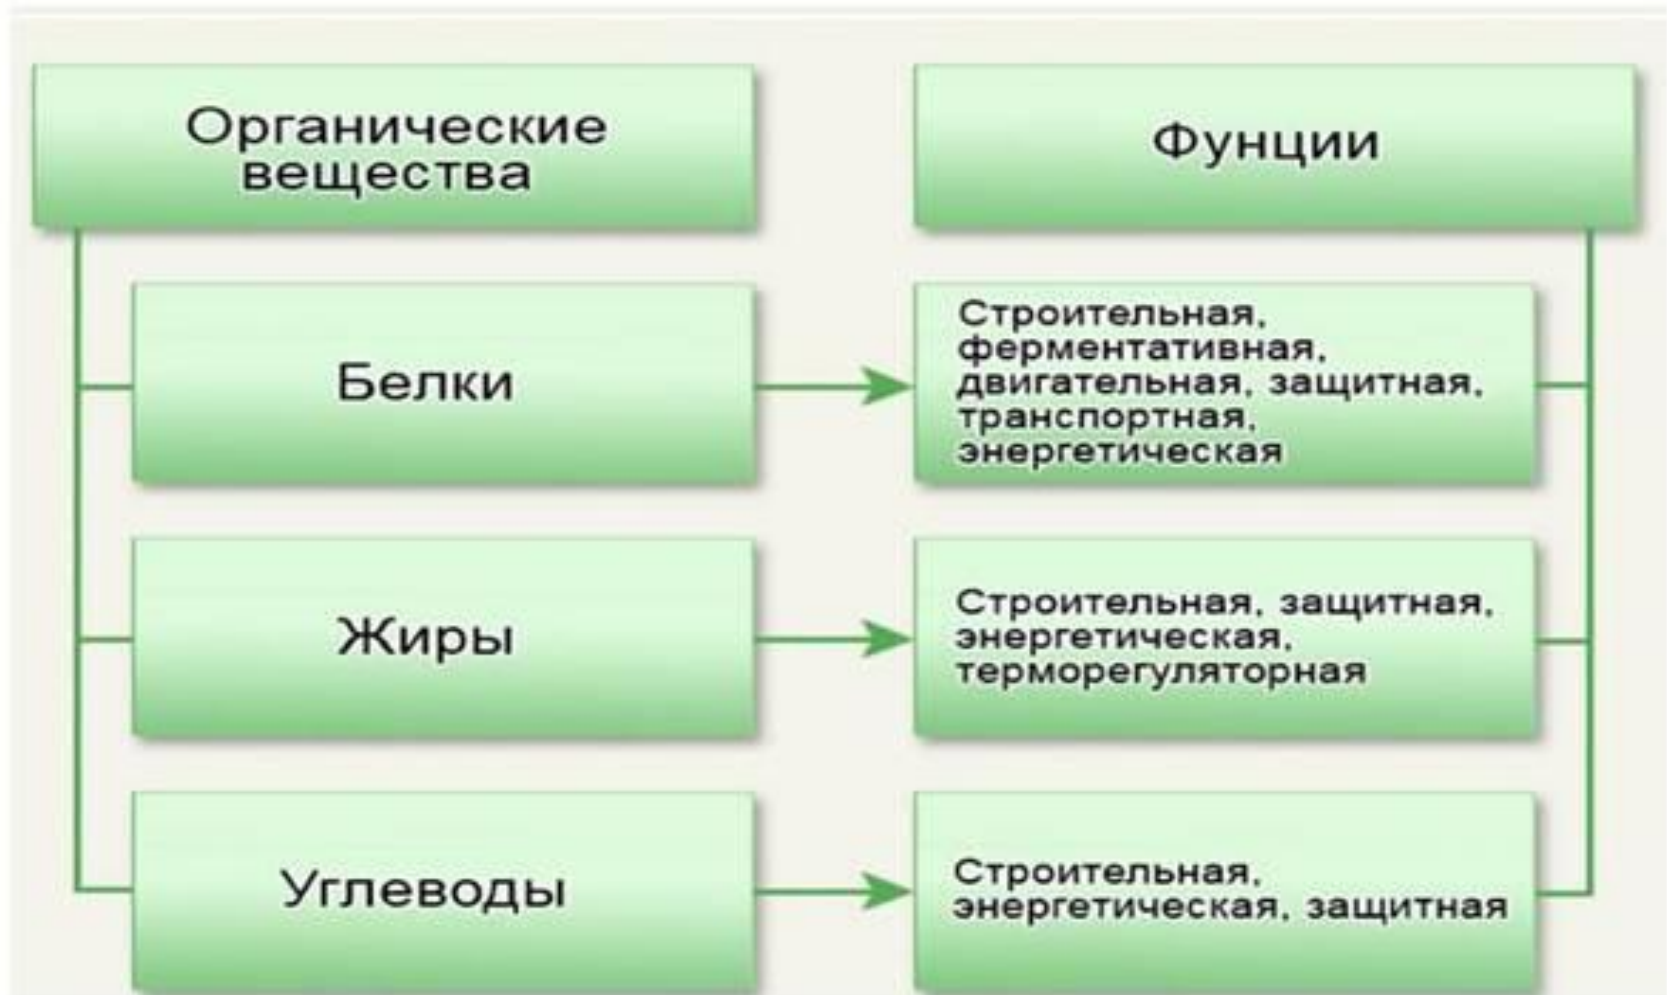 Органические
вещества
Фунции
Белки
Строительная,
ферментативная,
двигательная, защитная,
транспортная,
энергетическая
Жиры
Строительная, защитная,
энергетическая,
терморегуляторная
Углеводы
Строительная,
энергетическая, защитная